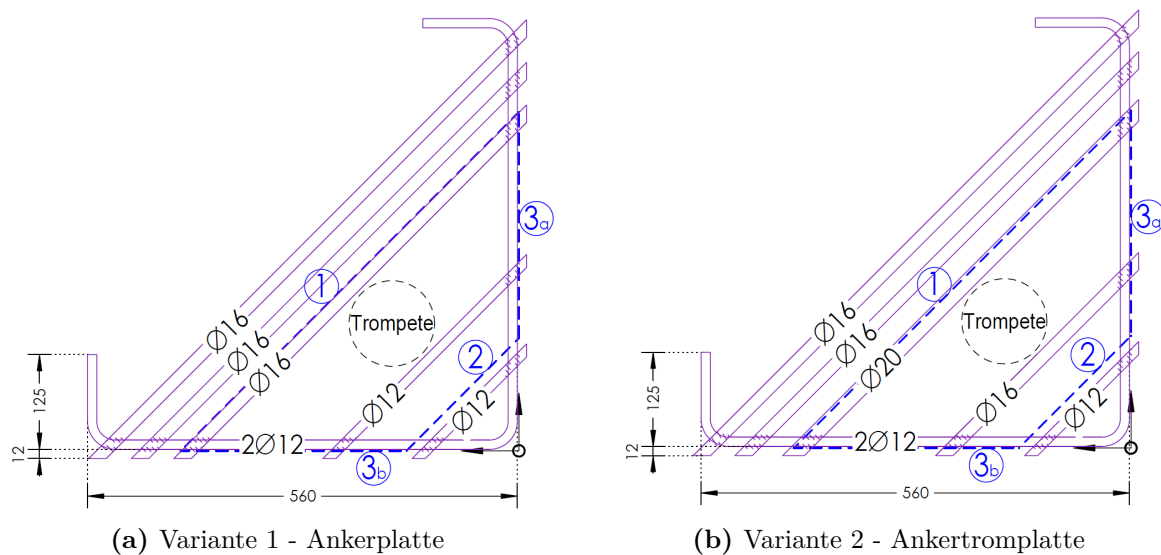 3a
1
Trompete
Ø16
Ø16
Ø16
2
Ø12
Ø12
125
12
2Ø12
3b
560
(a) Variante 1 - Ankerplatte
3a
1
Trompete
Ø16
Ø16
Ø20
2
Ø16
Ø12
125
12
2Ø12
3b
560
(b) Variante 2 - Ankertromplatte